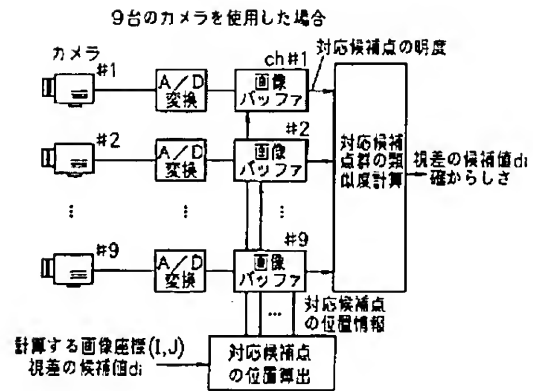 9台のカメラを使用した場合
カメラ
#1
A/D
変換
ch#1
画像
バッファ
対応候補点の明度
#2
A/D
変換
#2
画像
バッファ
対応候補
点群の類
似度計算
視差の候補値di
確からしさ
⋮
⋮
⋮
#9
A/D
変換
#9
画像
バッファ
…
対応候補点
の位置情報
計算する画像座標(I,J)
視差の候補値di
対応候補点
の位置算出